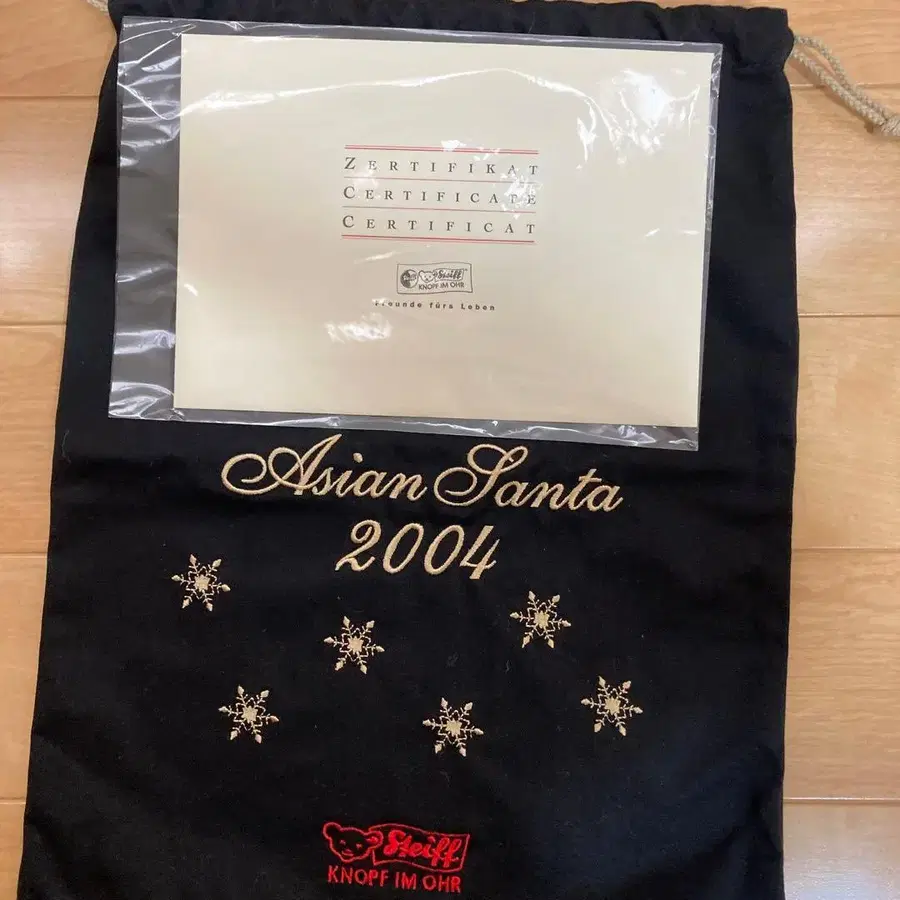 ZERTIFIKAT
CERTIFICATE
CERTIFICAT
Steiff
KNOPF IM OHR
Freunde fürs Leben
Asian Santa
2004
Steiff
KNOPF IM OHR